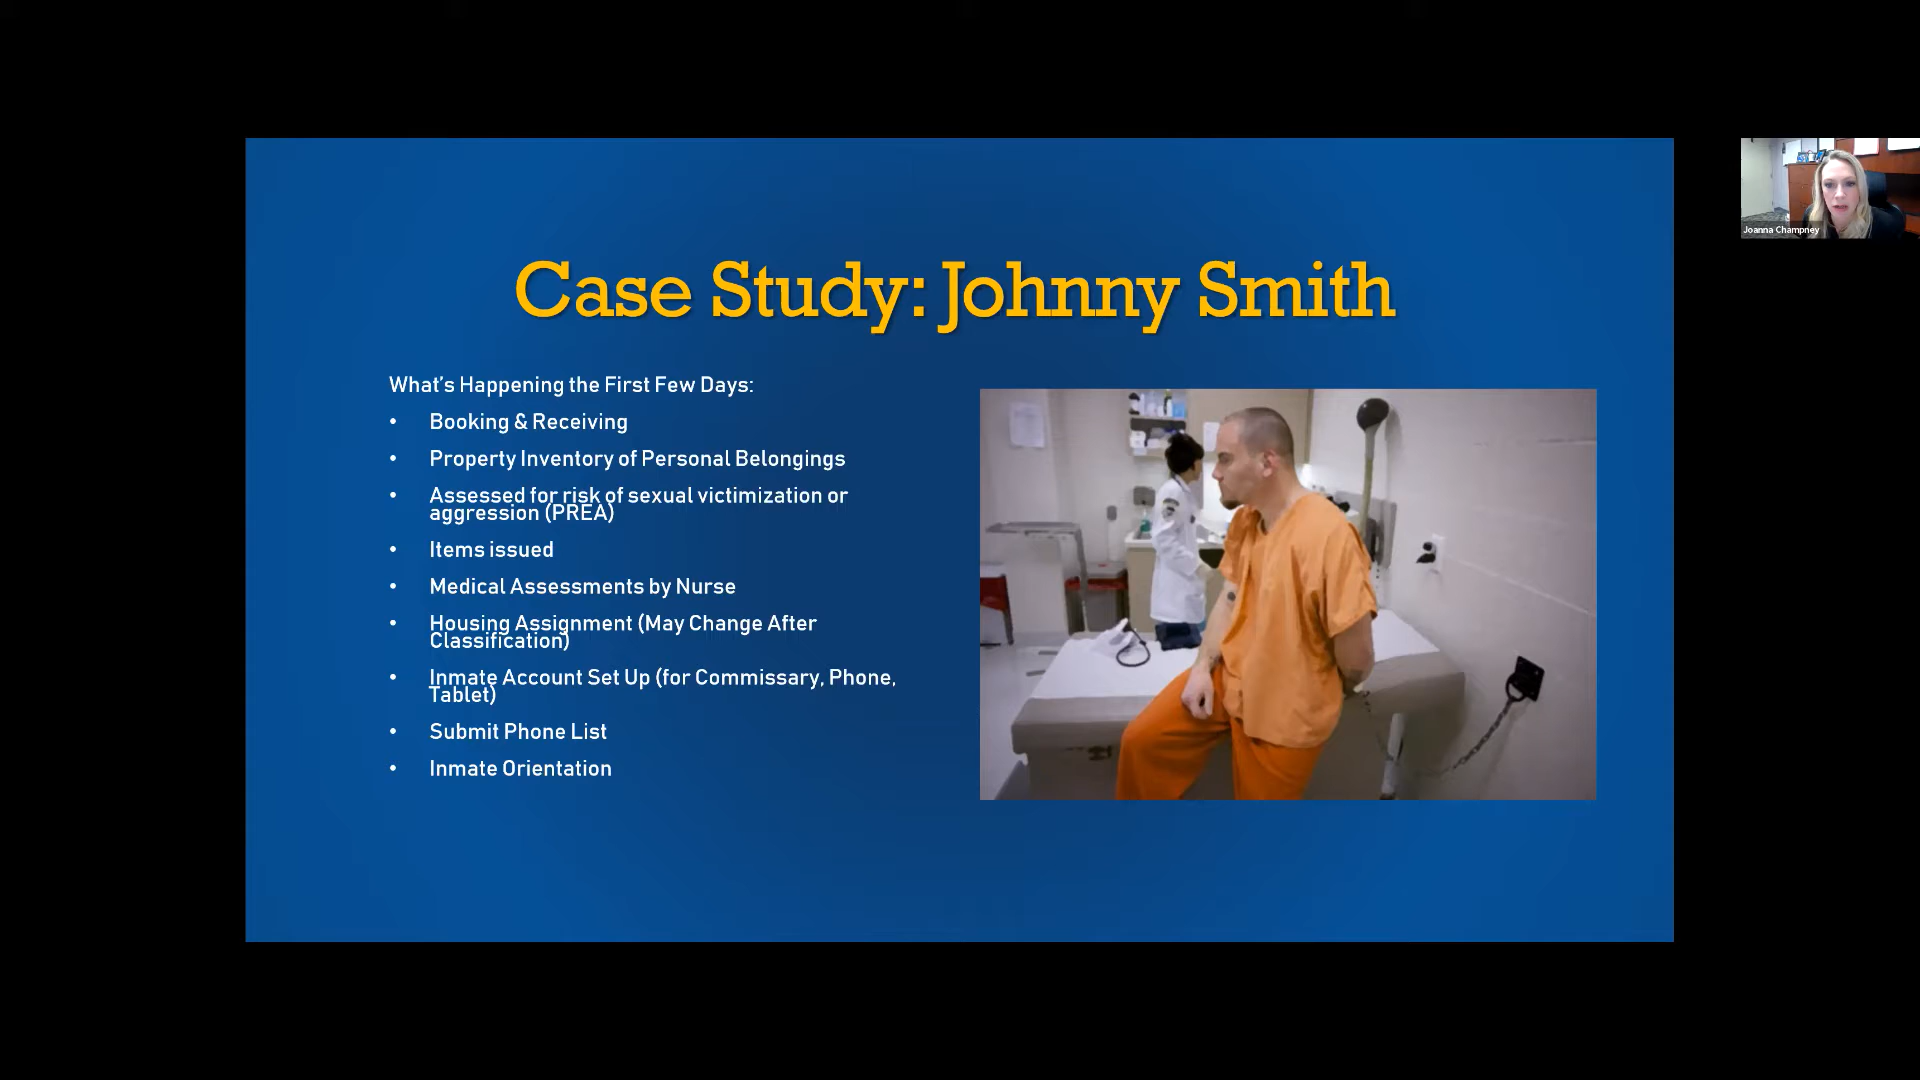 Case Study: Johnny Smith
What's Happening the First Few Days:
• Booking & Receiving
• Property Inventory of Personal Belongings
• Assessed for risk of sexual victimization or
aggression (PREA)
• Items issued
• Medical Assessments by Nurse
• Housing Assignment (May Change After
Classification)
• Inmate Account Set Up (for Commissary, Phone,
Tablet)
• Submit Phone List
• Inmate Orientation
Joanna Champney